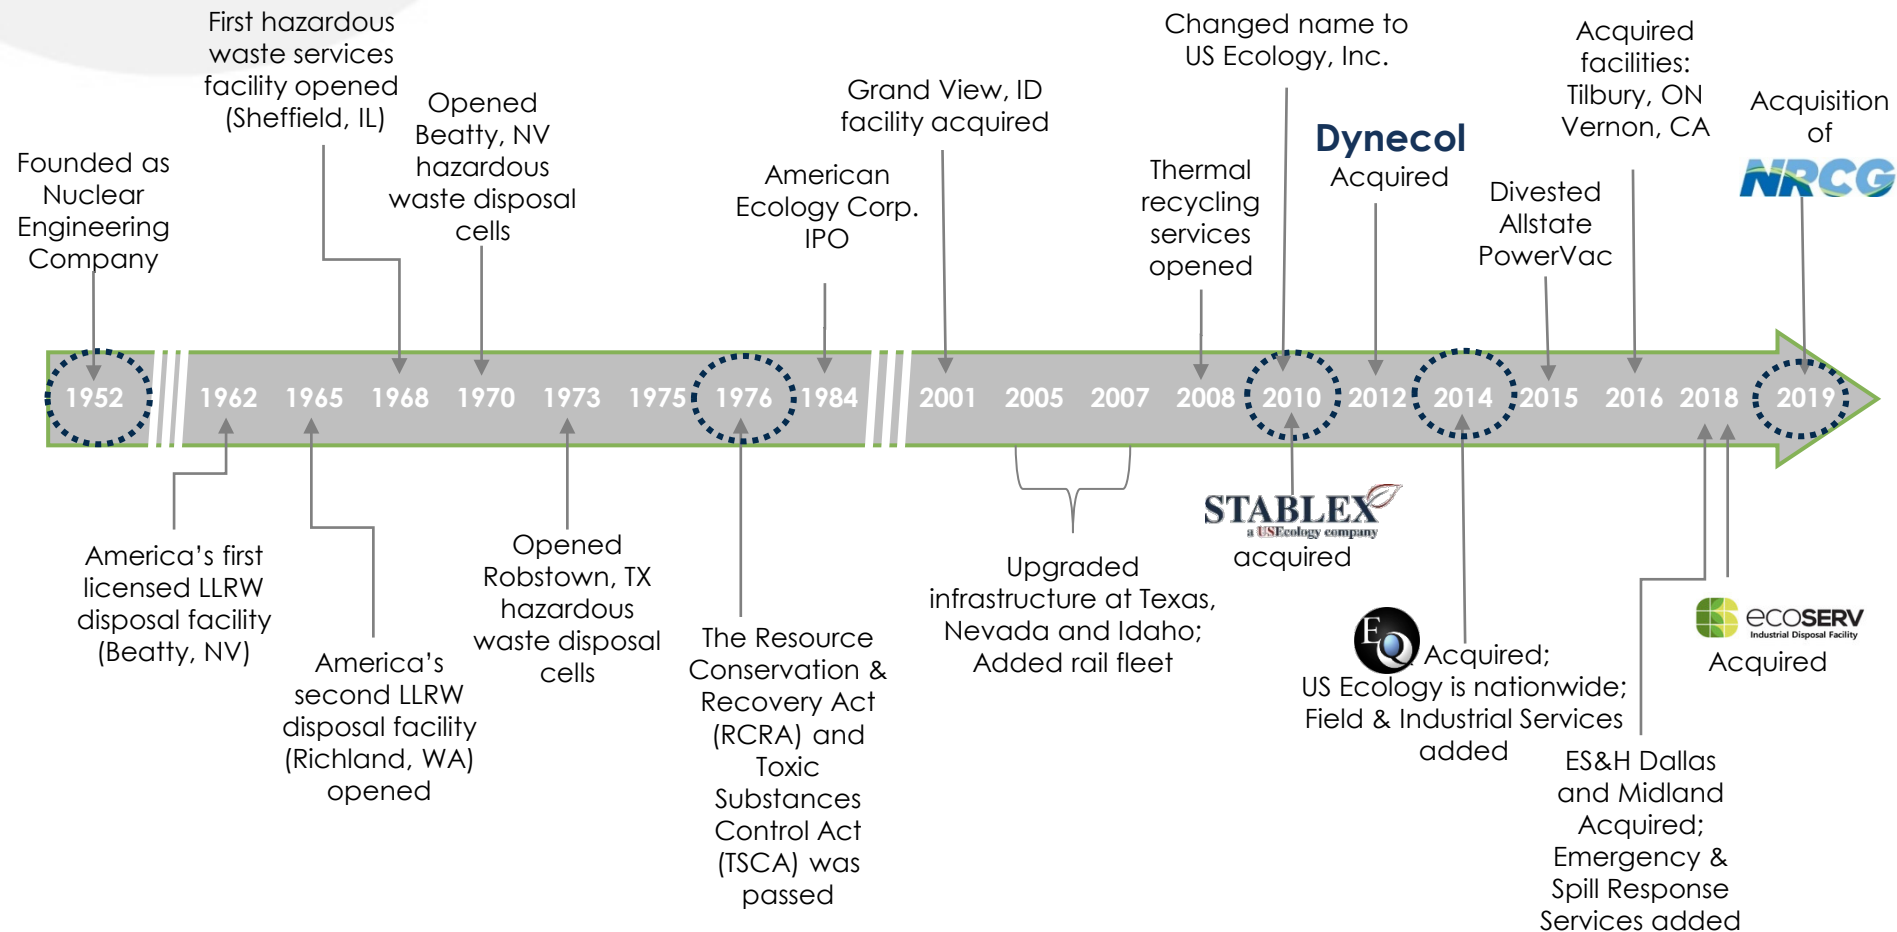 First hazardous
waste services
facility opened
(Sheffield, IL)
Changed name to
US Ecology, Inc.
Acquired
facilities:
Tilbury, ON
Vernon, CA
Opened
Beatty, NV
hazardous
waste disposal
cells
Grand View, ID
facility acquired
Acquisition
of
NRCG
Dynecol
Acquired
Founded as
Nuclear
Engineering
Company
American
Ecology Corp.
IPO
Thermal
recycling
services
opened
Divested
Allstate
PowerVac
1952 1962 1965 1968 1970 1973 1975 1976 1984 2001 2005 2007 2008 2010 2012 2014 2015 2016 2018 2019
America’s first
licensed LLRW
disposal facility
(Beatty, NV)
America’s
second LLRW
disposal facility
(Richland, WA)
opened
Opened
Robstown, TX
hazardous
waste disposal
cells
The Resource
Conservation &
Recovery Act
(RCRA) and
Toxic
Substances
Control Act
(TSCA) was
passed
Upgraded
infrastructure at Texas,
Nevada and Idaho;
Added rail fleet
STABLEX
a USEcology company
acquired
EQ Acquired;
US Ecology is nationwide;
Field & Industrial Services
added
ES&H Dallas
and Midland
Acquired;
Emergency &
Spill Response
Services added
ecoSERV
Industrial Disposal Facility
Acquired